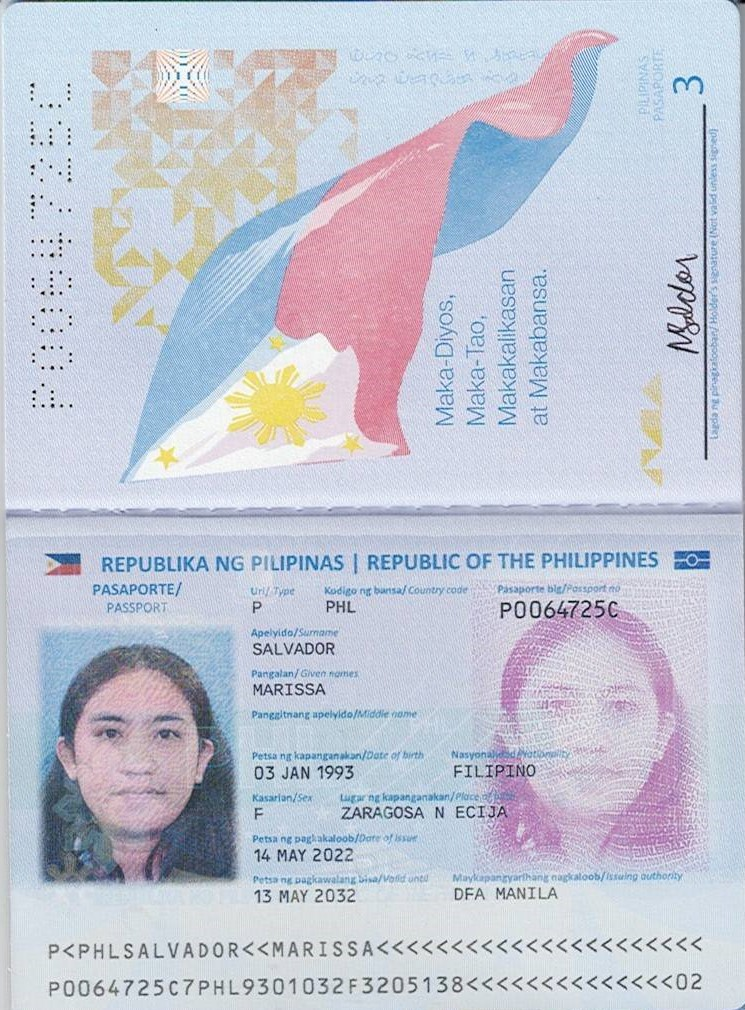 P0064725C
PILIPINAS
PASAPORTE
3
Maka-Diyos,
Maka-Tao,
Makakalikasan
at Makabansa.
Lagda ng pinagkalooban/ Holder's signature (Not valid unless signed)
REPUBLIKA NG PILIPINAS | REPUBLIC OF THE PHILIPPINES
PASAPORTE/
PASSPORT
Uri/ Type
Kodigo ng bansa/ Country code
Pasaporte blg/Passport no
P
PHL
P0064725C
Apelyido/Surname
SALVADOR
Pangalan/ Given names
MARISSA
Panggitnang apelyido/Middle name
Petsa ng kapanganakan/Date of birth
Nasyonalidad/Nationality
03 JAN 1993
FILIPINO
Kasarian/Sex
Lugar ng kapanganakan/Place of birth
F
ZARAGOSA N ECIJA
Petsa ng pagkakaloob/Date of issue
14 MAY 2022
Petsa ng pagkawalang bisa/Valid until
Maykapangyarihang nagkaloob/Issuing authority
13 MAY 2032
DFA MANILA
P<PHLSALVADOR<<MARISSA<<<<<<<<<<<<<<<<<<<<<<
P0064725C7PHL9301032F3205138<<<<<<<<<<<<<<02